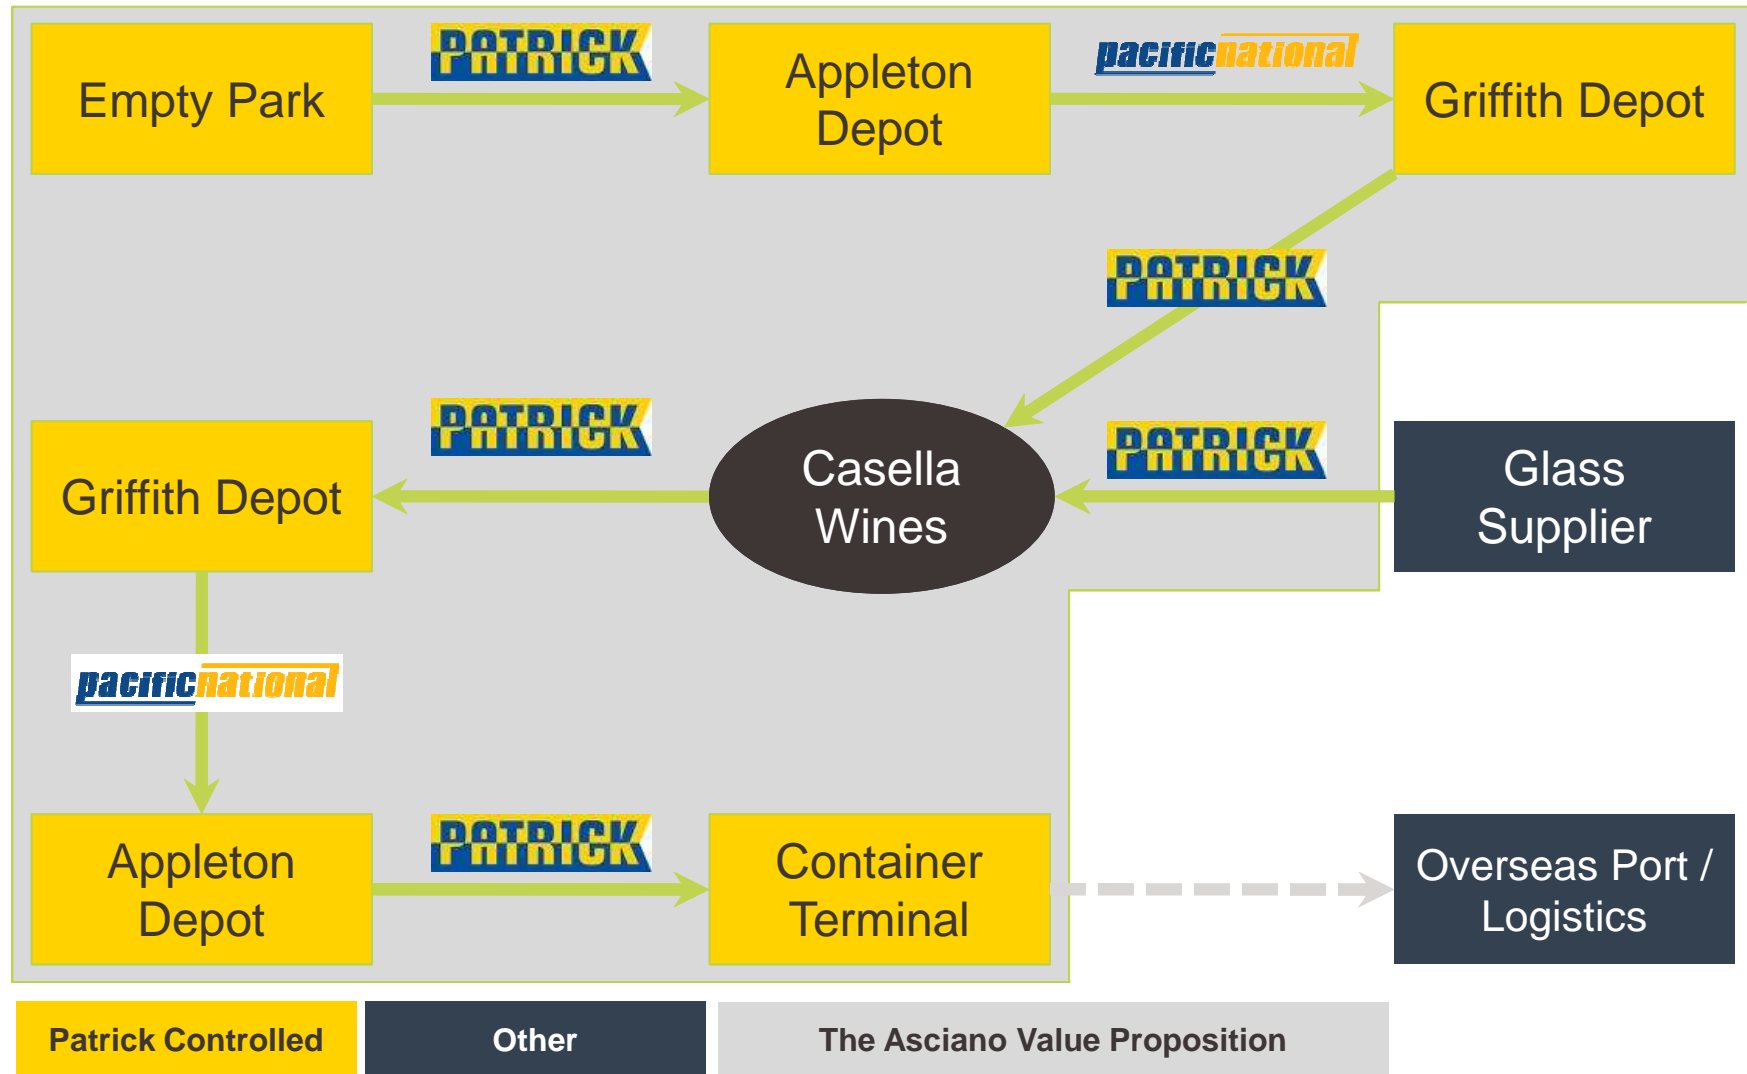 PATRICK
pacificnational
Empty Park
Appleton
Depot
Griffith Depot
PATRICK
PATRICK
PATRICK
Griffith Depot
Casella
Wines
Glass
Supplier
pacificnational
PATRICK
Appleton
Depot
Container
Terminal
Overseas Port /
Logistics
Patrick Controlled
Other
The Asciano Value Proposition